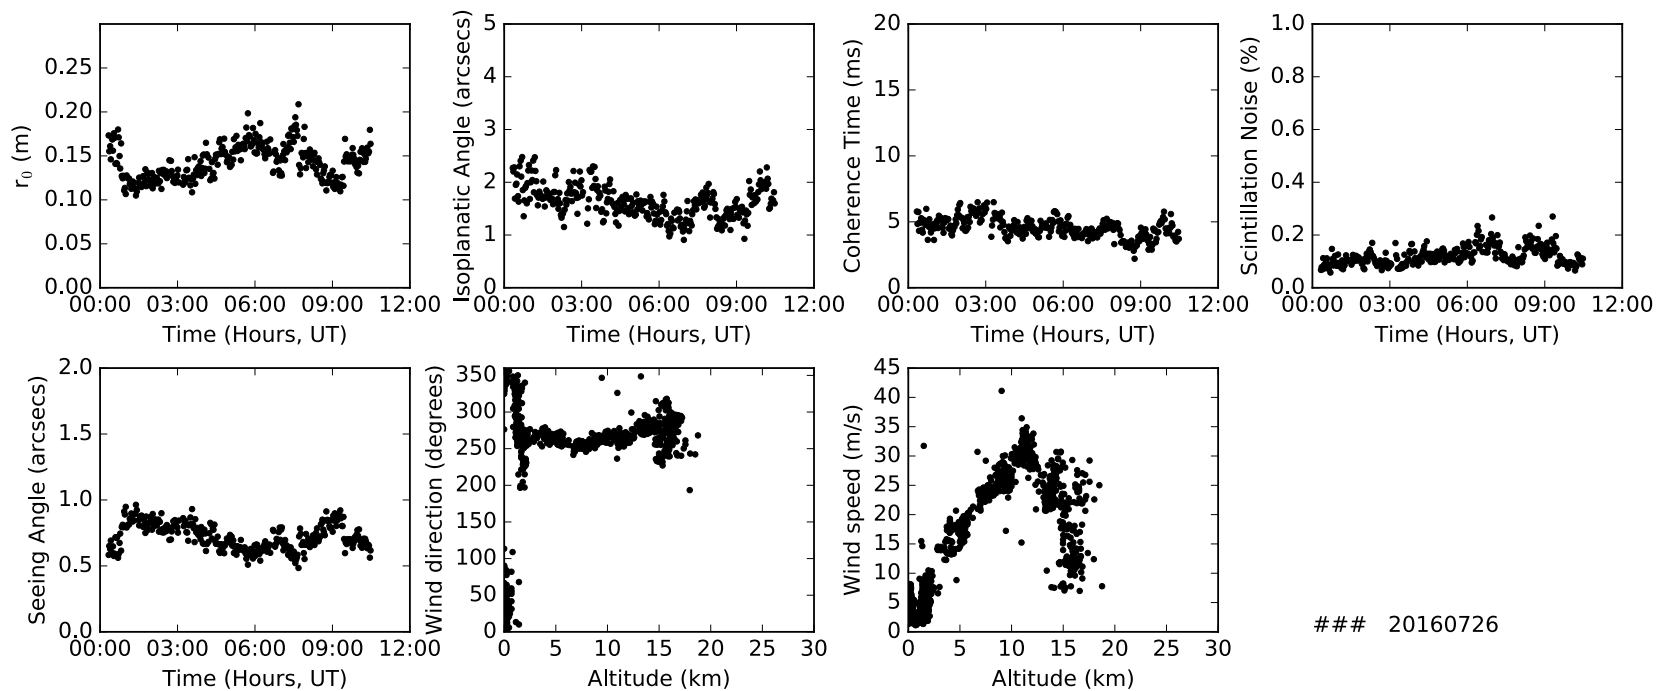 r0 (m)
0.25
0.20
0.15
0.10
0.05
0.00
00:00 03:00 06:00 09:00 12:00
Time (Hours, UT)
Isoplanatic Angle (arcsecs)
5
4
3
2
1
0
00:00 03:00 06:00 09:00 12:00
Time (Hours, UT)
Coherence Time (ms)
20
15
10
5
0
00:00 03:00 06:00 09:00 12:00
Time (Hours, UT)
Scintillation Noise (%)
1.0
0.8
0.6
0.4
0.2
0.0
00:00 03:00 06:00 09:00 12:00
Time (Hours, UT)
Seeing Angle (arcsecs)
2.0
1.5
1.0
0.5
0.0
00:00 03:00 06:00 09:00 12:00
Time (Hours, UT)
Wind direction (degrees)
350
300
250
200
150
100
50
0
0 5 10 15 20 25 30
Altitude (km)
Wind speed (m/s)
45
40
35
30
25
20
15
10
5
0
0 5 10 15 20 25 30
Altitude (km)
### 20160726